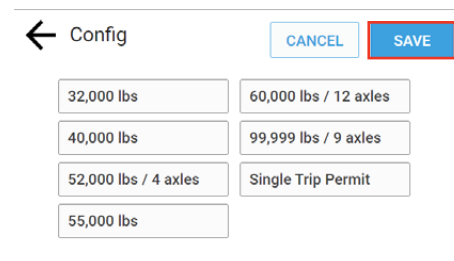 Config
CANCEL
SAVE
32,000 lbs
60,000 lbs / 12 axles
40,000 lbs
99,999 lbs / 9 axles
52,000 lbs / 4 axles
Single Trip Permit
55,000 lbs